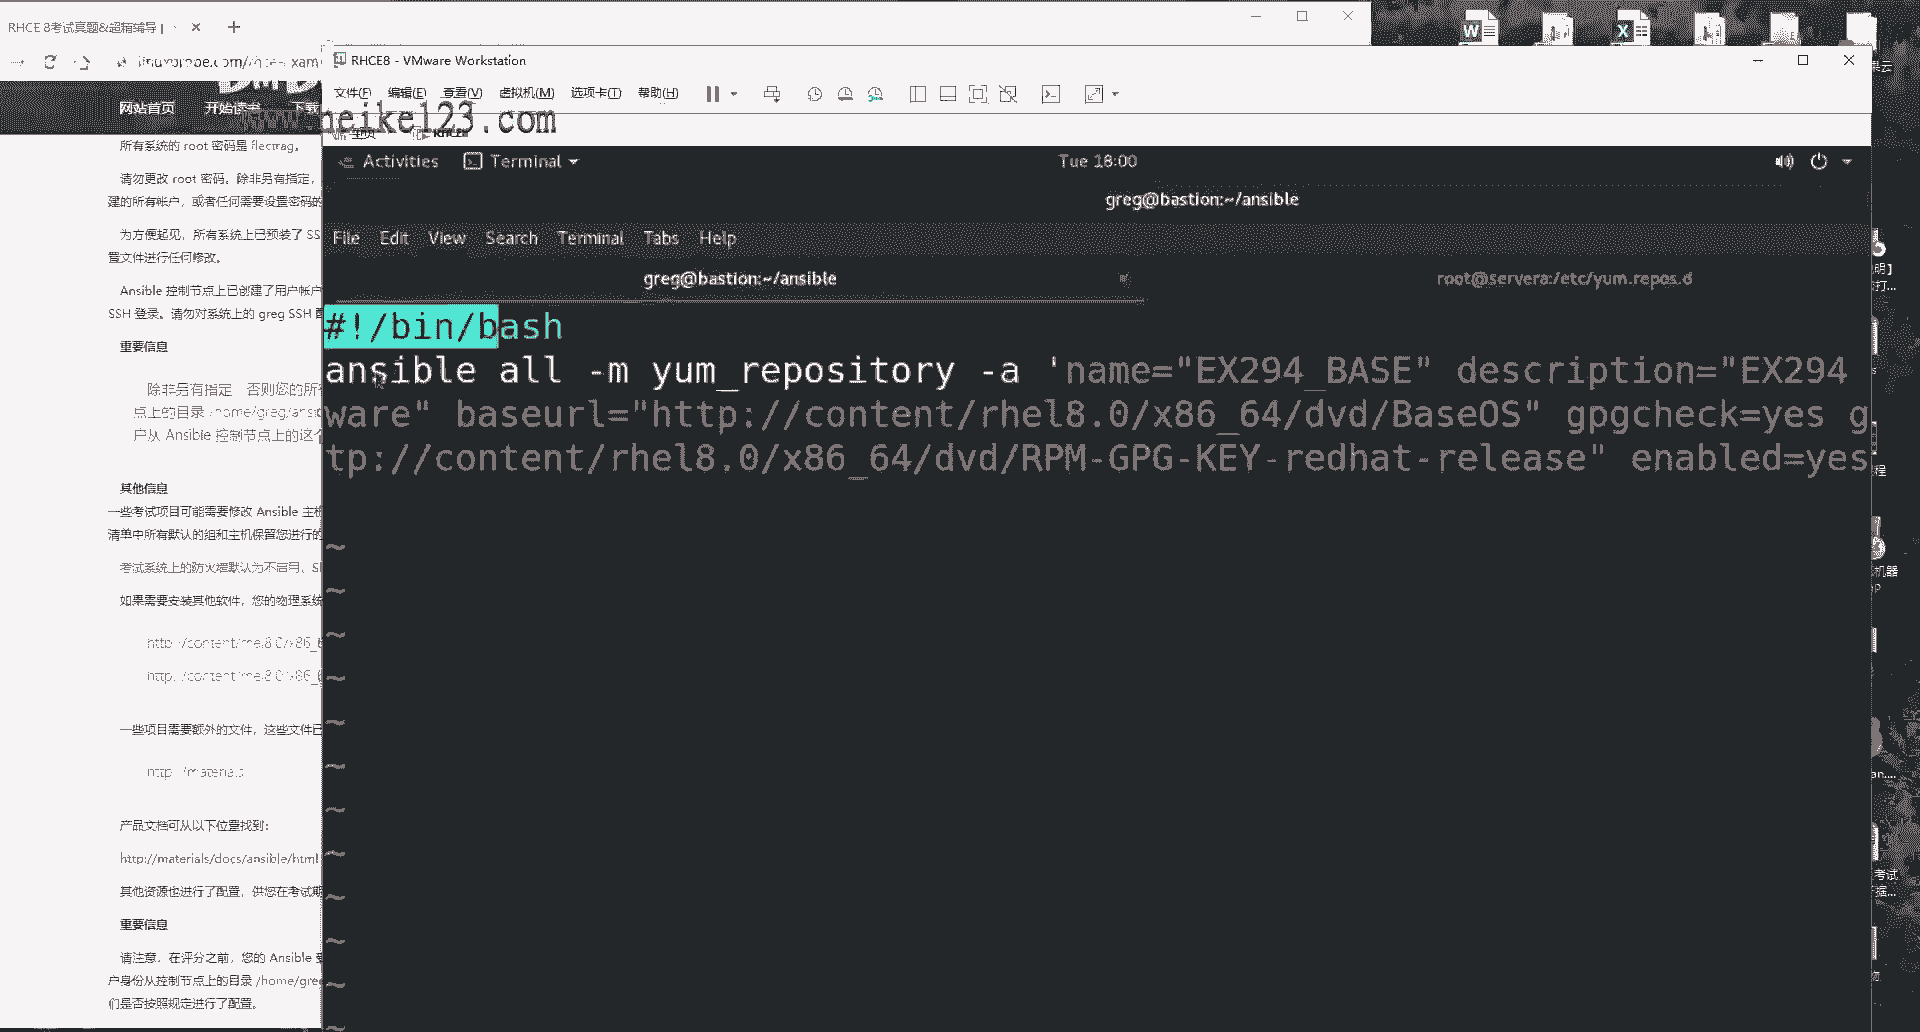 RHCE 8考试真题&超精辅导 |
RHCE8 - VMware Workstation
文件(F) 编辑(E) 查看(V) 虚拟机(M) 选项卡(T) 帮助(H)
网站首页 开始读书 下载
heike123.com
主页
所有系统的 root 密码是 flectrag。
Activities Terminal Tue 18:00
请勿更改 root 密码。除非另有指定，
建的所有帐户，或者任何需要设置密码的
greg@bastion:~/ansible
为方便起见，所有系统上已预装了 SS
置文件进行任何修改。
File Edit View Search Terminal Tabs Help
greg@bastion:~/ansible root@servera:/etc/yum.repos.d
Ansible 控制节点上已创建了用户帐户
SSH 登录。请勿对系统上的 greg SSH 配
#!/bin/bash
重要信息
ansible all -m yum_repository -a 'name="EX294_BASE" description="EX294
除非另有指定 否则您的所有
点上的目录 /home/greg/ansi
ware" baseurl="http://content/rhel8.0/x86_64/dvd/BaseOS" gpgcheck=yes g
户从 Ansible 控制节点上的这个
tp://content/rhel8.0/x86_64/dvd/RPM-GPG-KEY-redhat-release" enabled=yes
其他信息
一些考试项目可能需要修改 Ansible 主机
清单中所有默认的组和主机保留您进行的
~
考试系统上的防火墙默认为不启用、SE
~
如果需要安装其他软件，您的物理系统
~
~
~
~
一些项目需要额外的文件，这些文件已
~
http://materials
~
产品文档可从以下位置找到：
~
http://materials/docs/ansible/html
其他资源也进行了配置，供您在考试期
~
重要信息
~
请注意，在评分之前，您的 Ansible 受
户身份从控制节点上的目录 /home/greg
~
们是否按照规定进行了配置。
~